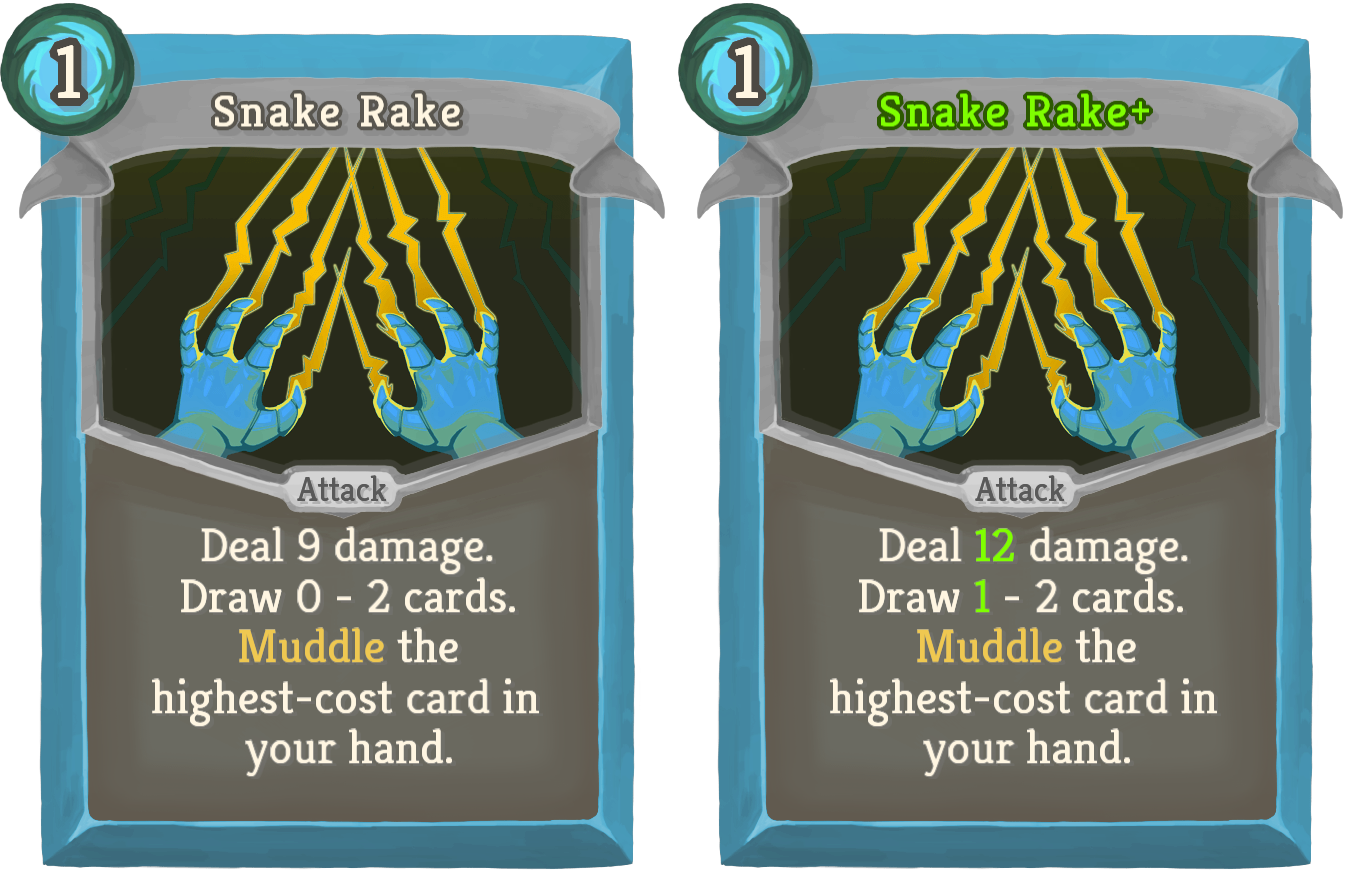 1
Snake Rake
Attack
Deal 9 damage.
Draw 0 - 2 cards.
Muddle the
highest-cost card in
your hand.
1
Snake Rake+
Attack
Deal 12 damage.
Draw 1 - 2 cards.
Muddle the
highest-cost card in
your hand.